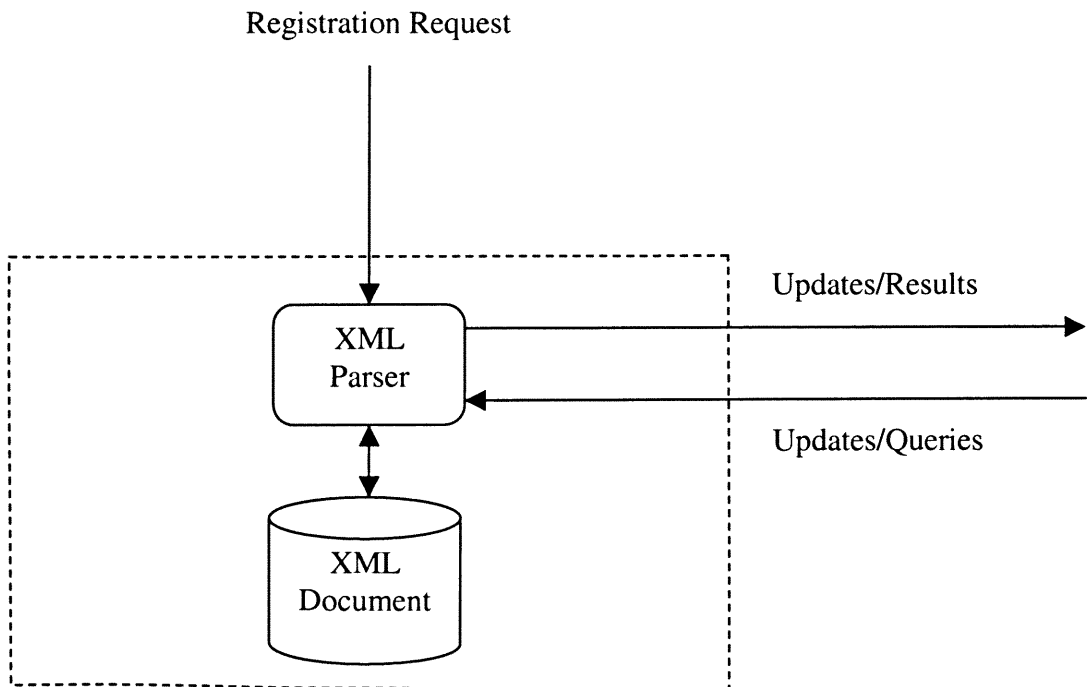 Registration Request
Updates/Results
XML
Parser
Updates/Queries
XML
Document